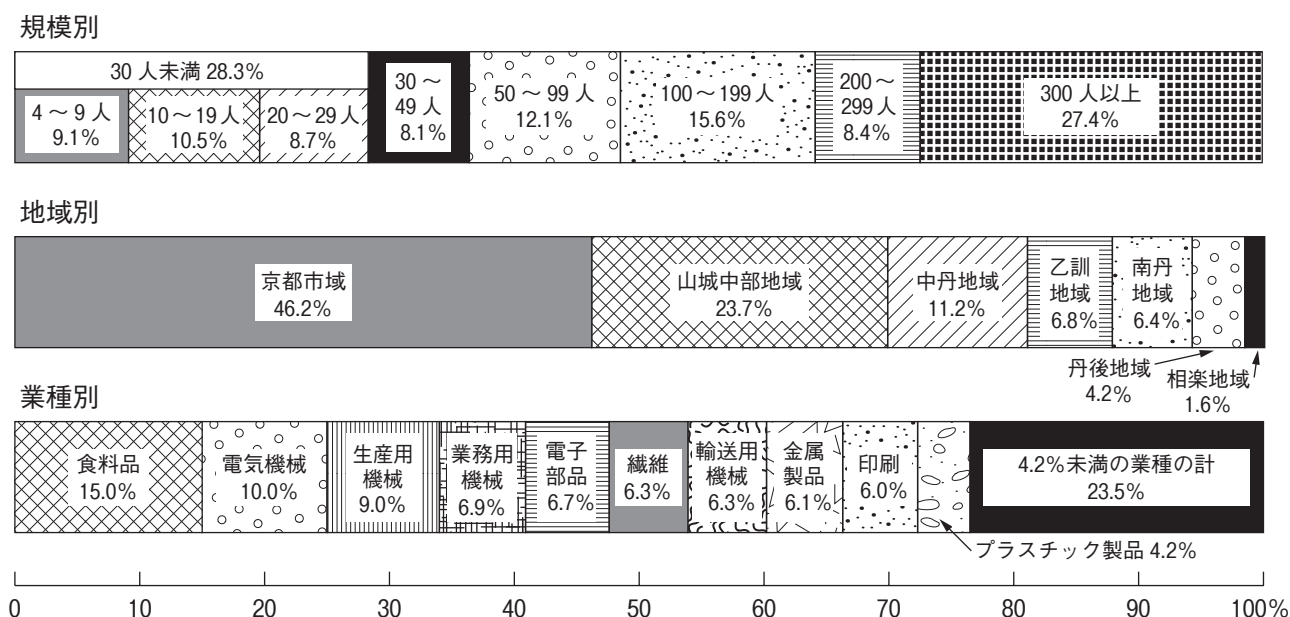 規模別
30人未満 28.3%
4～9人
9.1%
10～19人
10.5%
20～29人
8.7%
30～
49人
8.1%
50～99人
12.1%
100～199人
15.6%
200～
299人
8.4%
300人以上
27.4%
地域別
京都市域
46.2%
山城中部地域
23.7%
中丹地域
11.2%
乙訓
地域
6.8%
南丹
地域
6.4%
丹後地域
4.2%
相楽地域
1.6%
業種別
食料品
15.0%
電気機械
10.0%
生産用
機械
9.0%
業務用
機械
6.9%
電子
部品
6.7%
繊維
6.3%
輸送用
機械
6.3%
金属
製品
6.1%
印刷
6.0%
プラスチック製品 4.2%
4.2%未満の業種の計
23.5%
0 10 20 30 40 50 60 70 80 90 100%